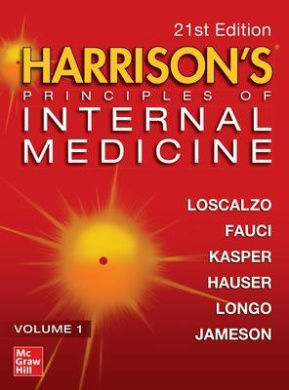 21st Edition
HARRISON'S
PRINCIPLES OF
INTERNAL
MEDICINE
LOSCALZO
FAUCI
KASPER
HAUSER
LONGO
JAMESON
VOLUME 1
Mc
Graw
Hill